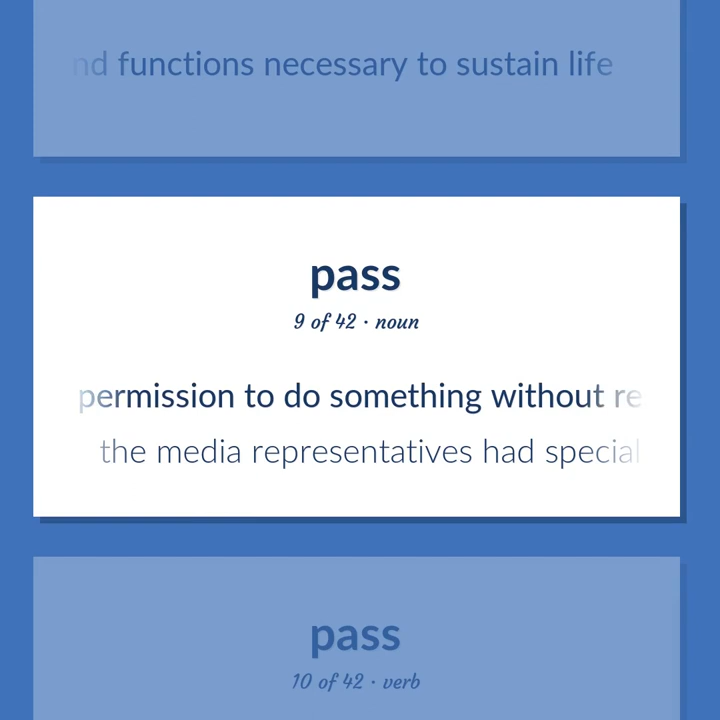 nd functions necessary to sustain life
pass
9 of 42 · noun
permission to do something without re
the media representatives had special
pass
10 of 42 · verb